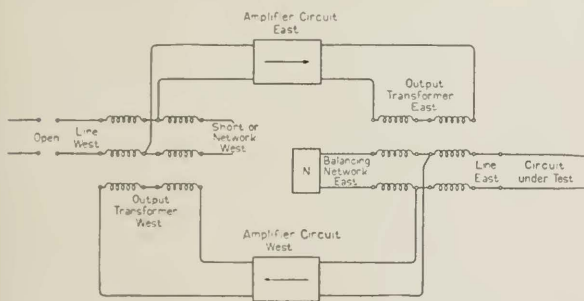 Amplifier Circuit
East
Output
Transformer
East
Open
Line
West
Short or
Network
West
N
Balancing
Network
East
Line
East
Circuit
under Test
Output
Transformer
West
Amplifier Circuit
West